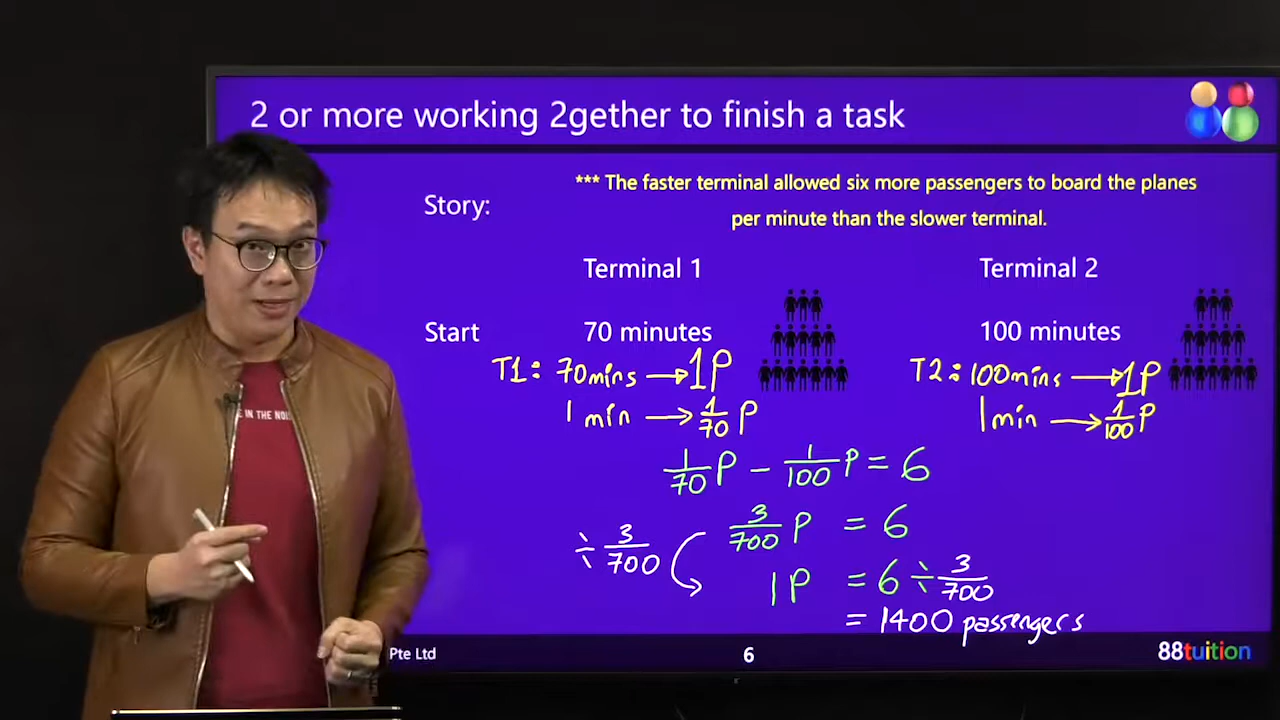 2 or more working 2gether to finish a task
Story:
*** The faster terminal allowed six more passengers to board the planes
per minute than the slower terminal.
Terminal 1
Terminal 2
Start
70 minutes
100 minutes
T1: 70mins → 1P
T2: 100mins → 1P
1 min → 1/70 P
1 min → 1/100 P
1/70 P − 1/100 P = 6
3/700 P = 6
÷ 3/700
1P = 6 ÷ 3/700
= 1400 passengers
E IN THE NOIS
Pte Ltd
6
88tuition